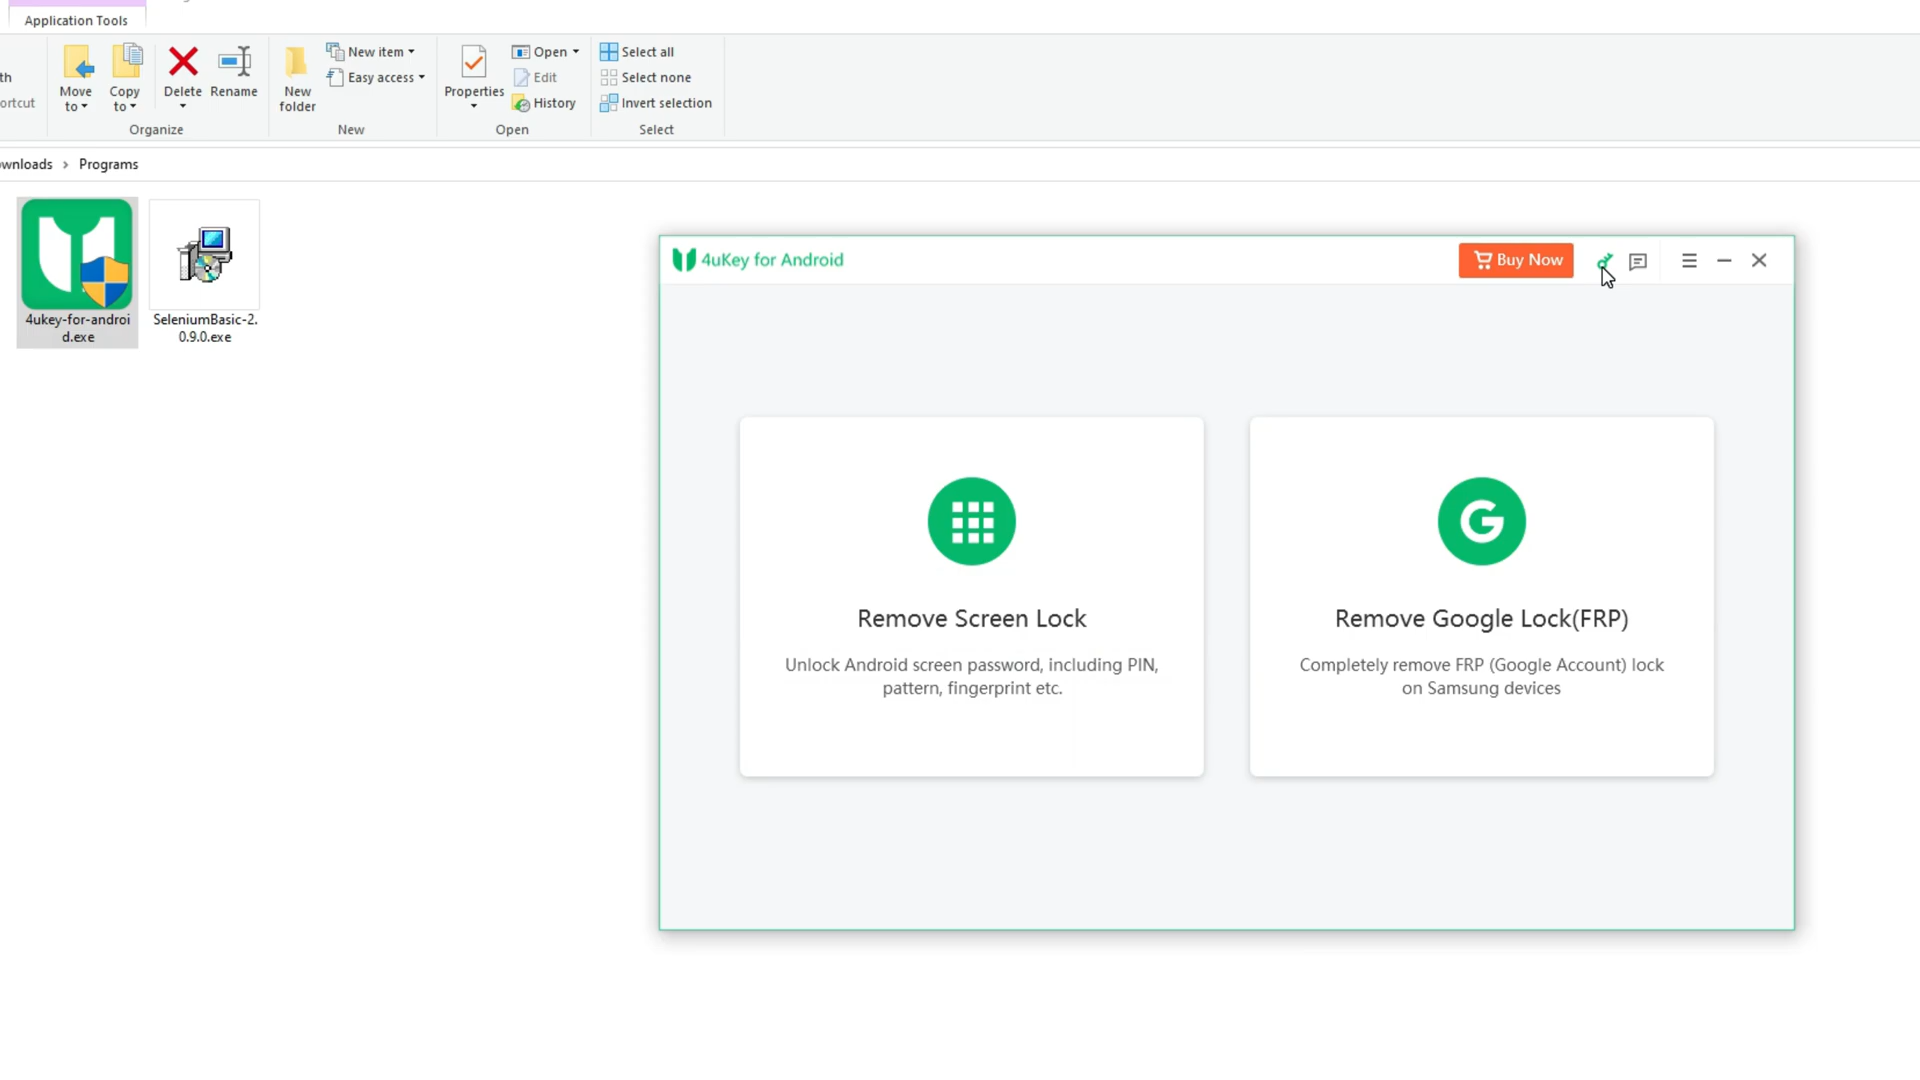 Application Tools
th
ortcut
Move to
Copy to
Delete
Rename
Organize
New folder
New item
Easy access
New
Properties
Open
Edit
History
Open
Select all
Select none
Invert selection
Select
ownloads > Programs
4ukey-for-androi
d.exe
SeleniumBasic-2.
0.9.0.exe
4uKey for Android
Buy Now
Remove Screen Lock
Unlock Android screen password, including PIN,
pattern, fingerprint etc.
Remove Google Lock(FRP)
Completely remove FRP (Google Account) lock
on Samsung devices